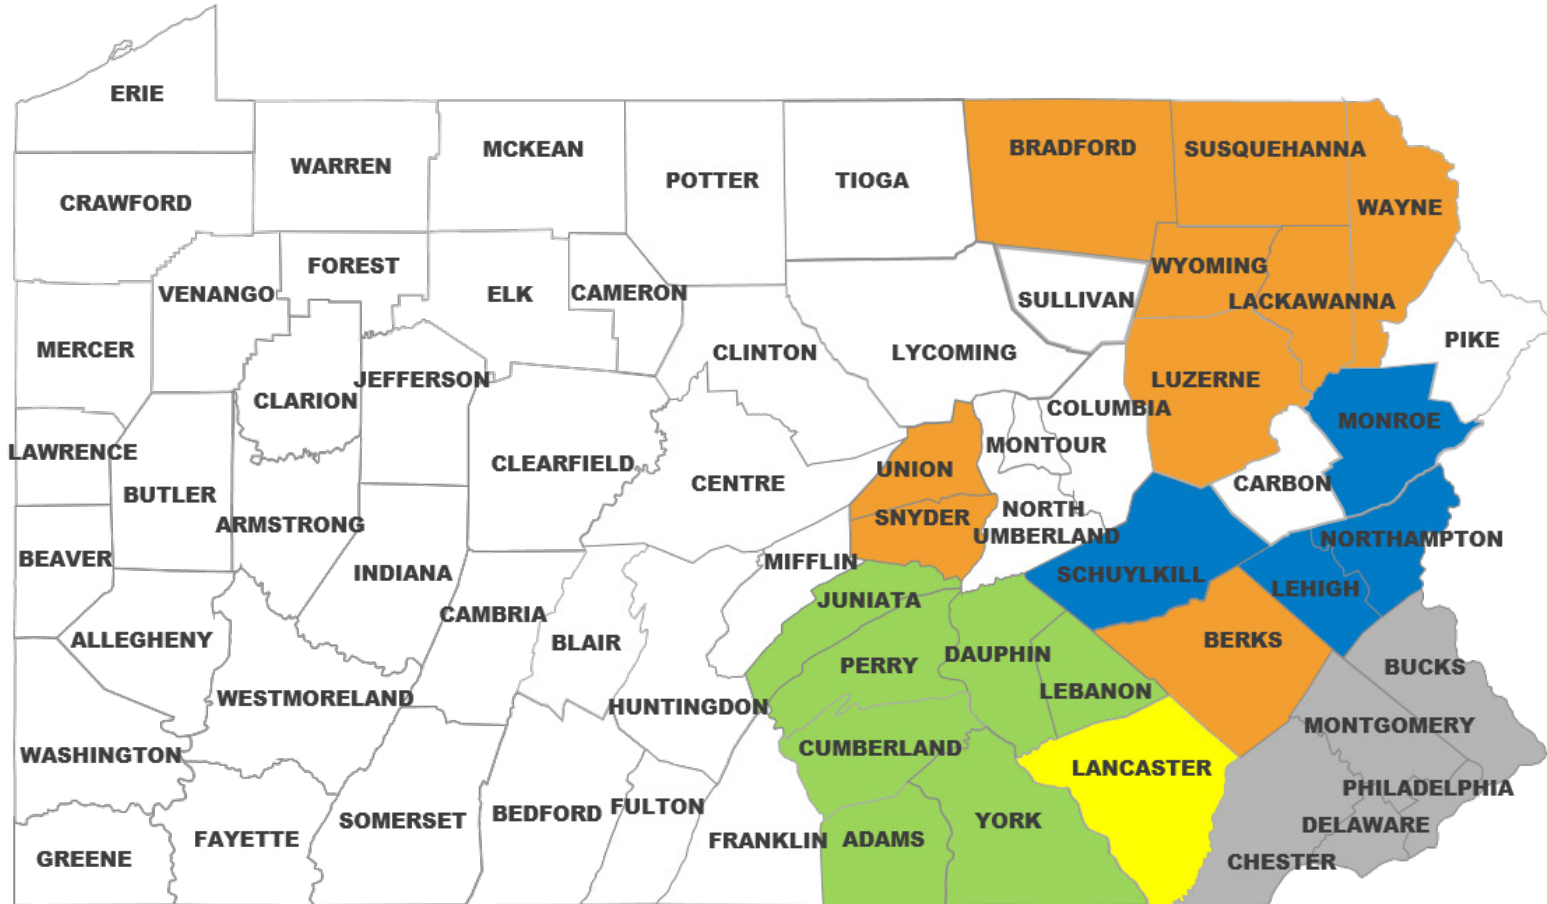 ERIE
WARREN
MCKEAN
POTTER
TIOGA
BRADFORD
SUSQUEHANNA
WAYNE
CRAWFORD
VENANGO
FOREST
ELK
CAMERON
SULLIVAN
WYOMING
LACKAWANNA
PIKE
MERCER
CLARION
JEFFERSON
CLINTON
LYCOMING
LUZERNE
COLUMBIA
MONROE
LAWRENCE
BUTLER
ARMSTRONG
CLEARFIELD
CENTRE
UNION
MONTOUR
CARBON
SNYDER
NORTH
UMBERLAND
NORTHAMPTON
BEAVER
INDIANA
CAMBRIA
MIFFLIN
SCHUYLKILL
LEHIGH
JUNIATA
ALLEGHENY
BLAIR
PERRY
DAUPHIN
LEBANON
BERKS
BUCKS
WESTMORELAND
HUNTINGDON
CUMBERLAND
MONTGOMERY
WASHINGTON
LANCASTER
PHILADELPHIA
GREENE
FAYETTE
SOMERSET
BEDFORD
FULTON
FRANKLIN
ADAMS
YORK
DELAWARE
CHESTER